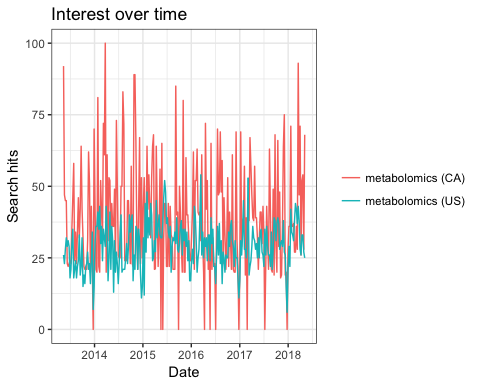 Interest over time
100
75
50
25
0
Search hits
2014 2015 2016 2017 2018
Date
metabolomics (CA)
metabolomics (US)